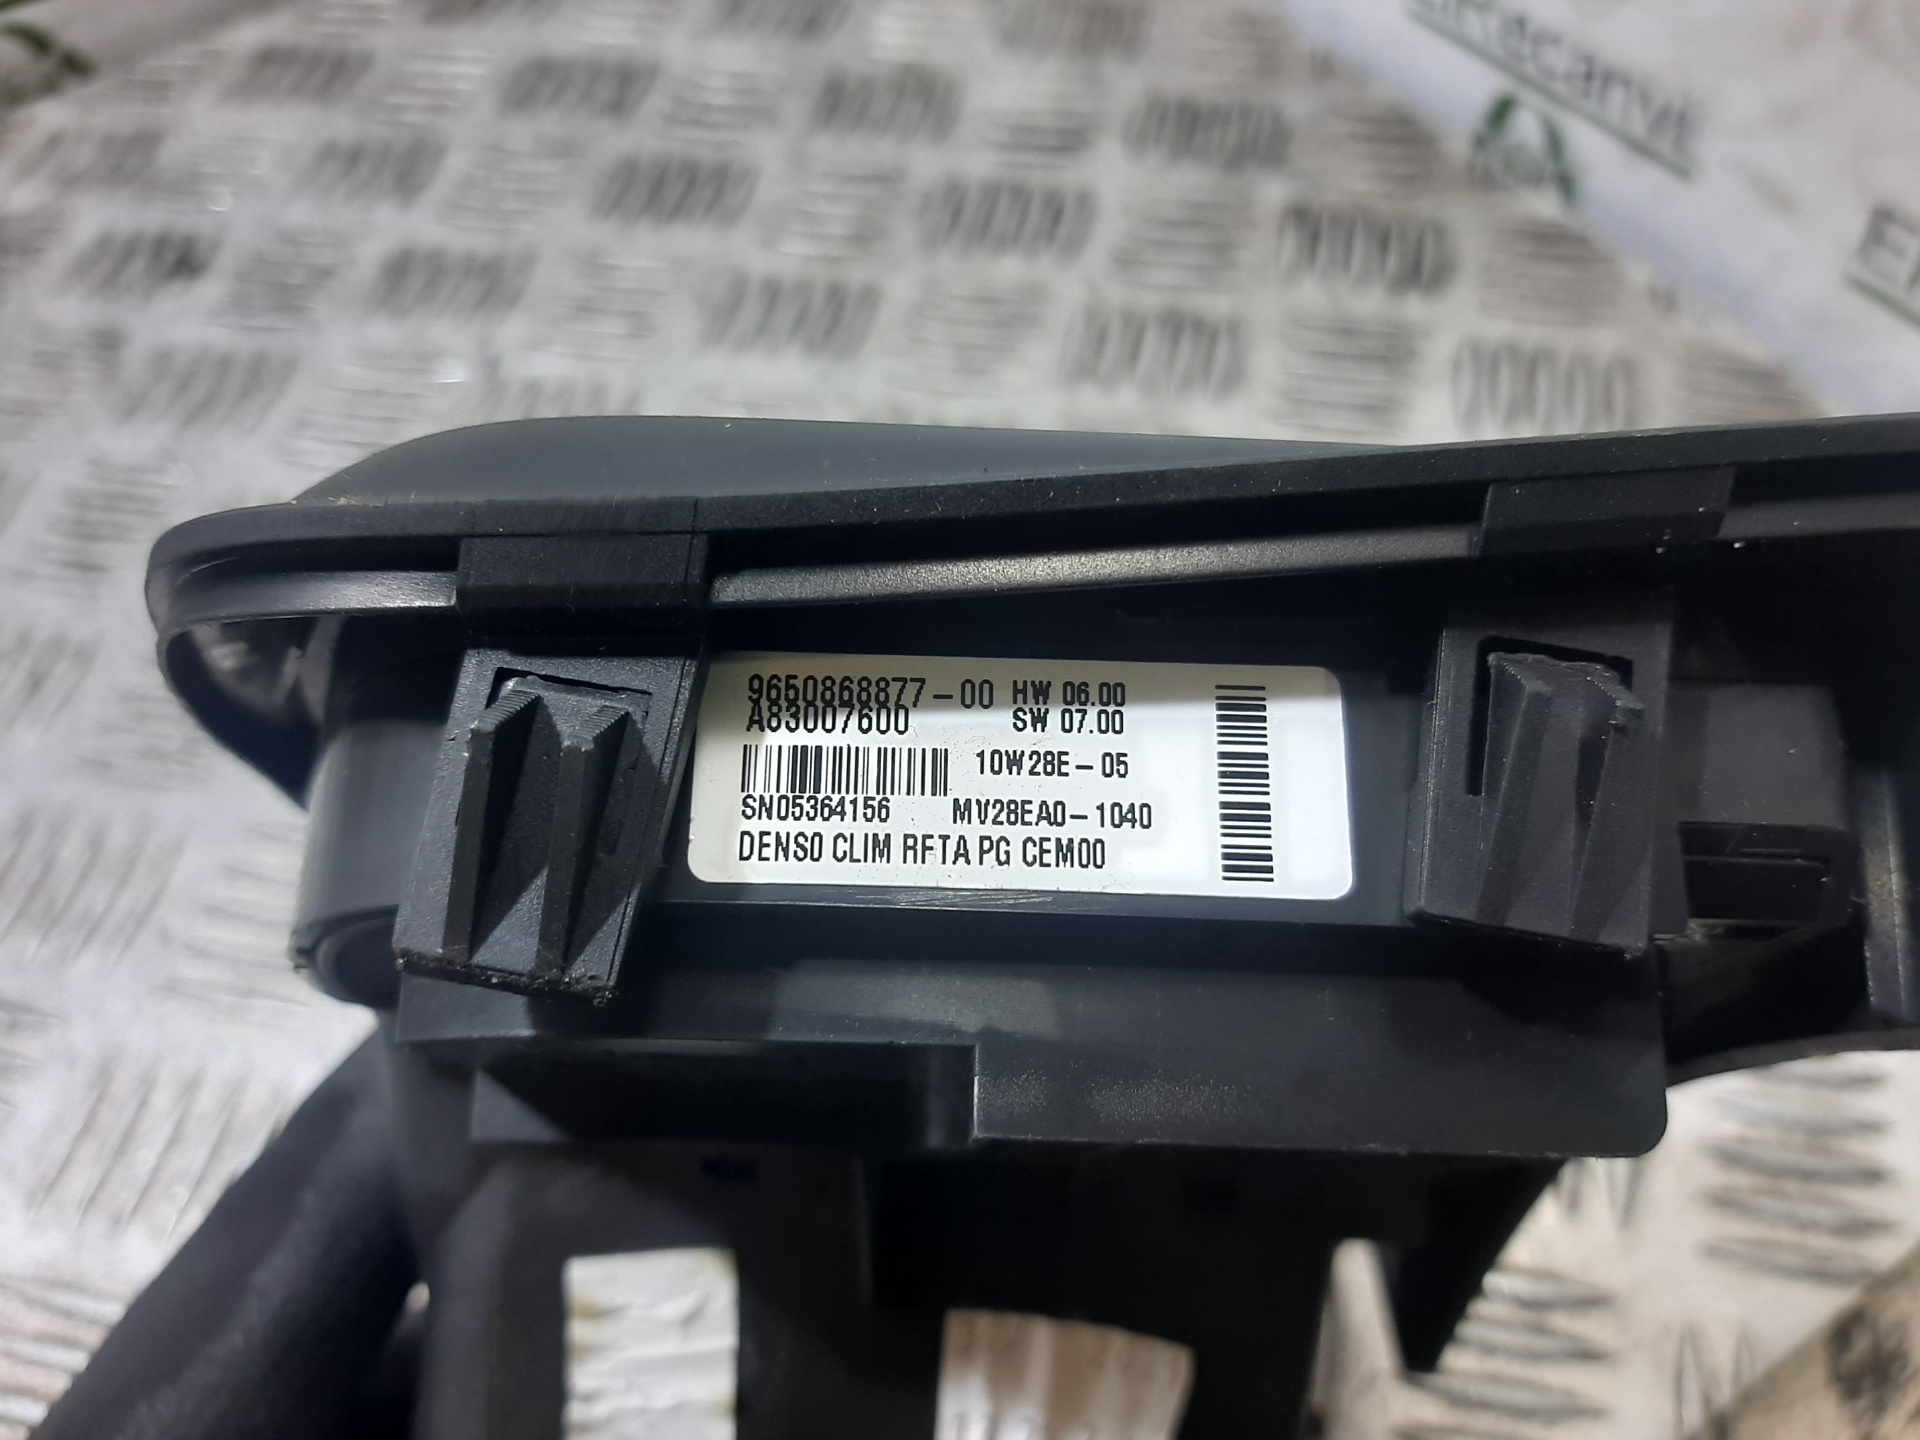 9650868877-00 HW 06.00
A83007600 SW 07.00
10W28E-05
SN05364156 MV28EA0-1040
DENSO CLIM RFTA PG CEM00